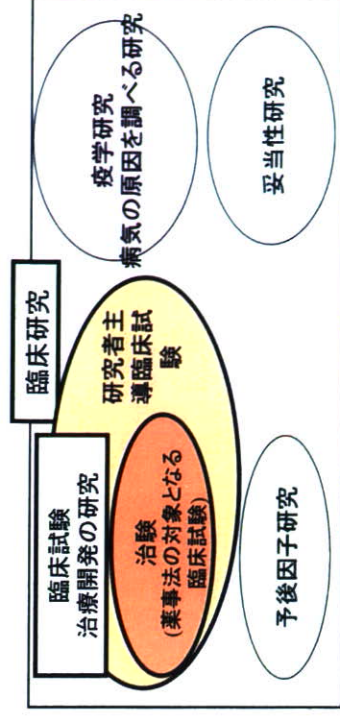 臨床研究
臨床試験
治療開発の研究
研究者主
導臨床試
験
治験
(薬事法の対象となる
臨床試験)
疫学研究
病気の原因を調べる研究
予後因子研究
妥当性研究